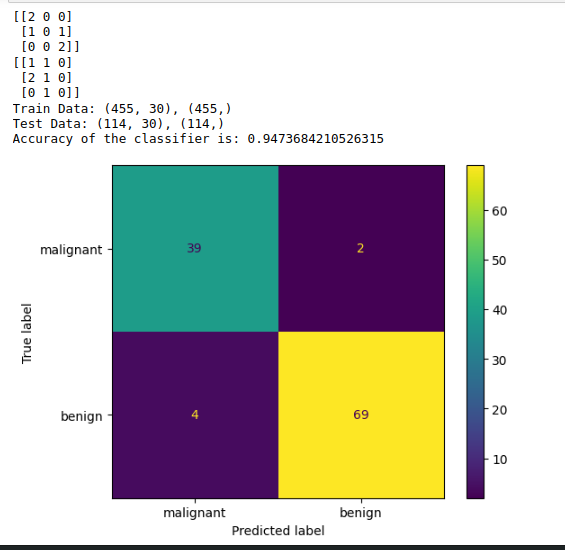 [[2 0 0]
 [1 0 1]
 [0 0 2]]
[[1 1 0]
 [2 1 0]
 [0 1 0]]
Train Data: (455, 30), (455,)
Test Data: (114, 30), (114,)
Accuracy of the classifier is: 0.9473684210526315
malignant
benign
True label
39
2
4
69
malignant
benign
Predicted label
60
50
40
30
20
10